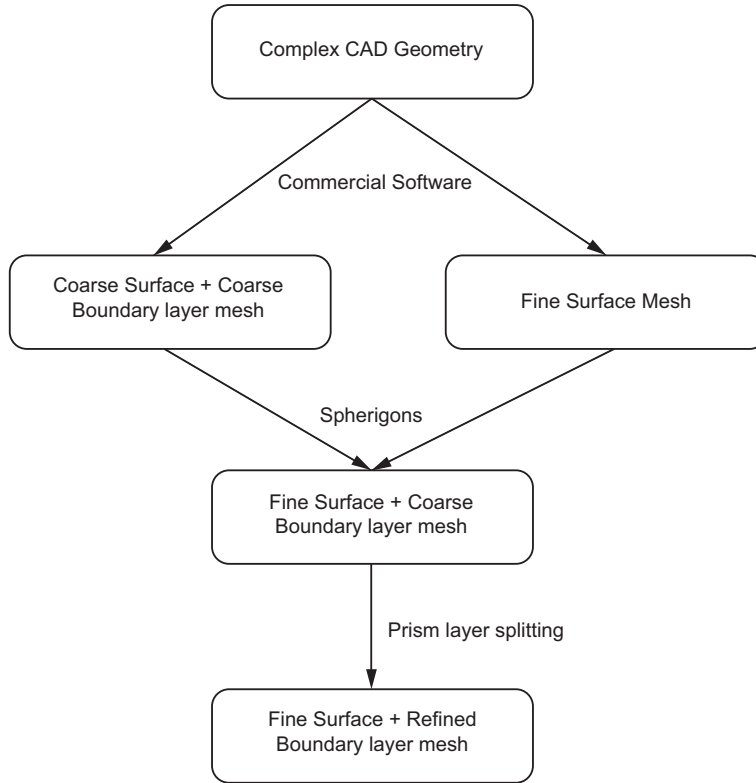 Complex CAD Geometry
Commercial Software
Coarse Surface + Coarse
Boundary layer mesh
Fine Surface Mesh
Spherigons
Fine Surface + Coarse
Boundary layer mesh
Prism layer splitting
Fine Surface + Refined
Boundary layer mesh